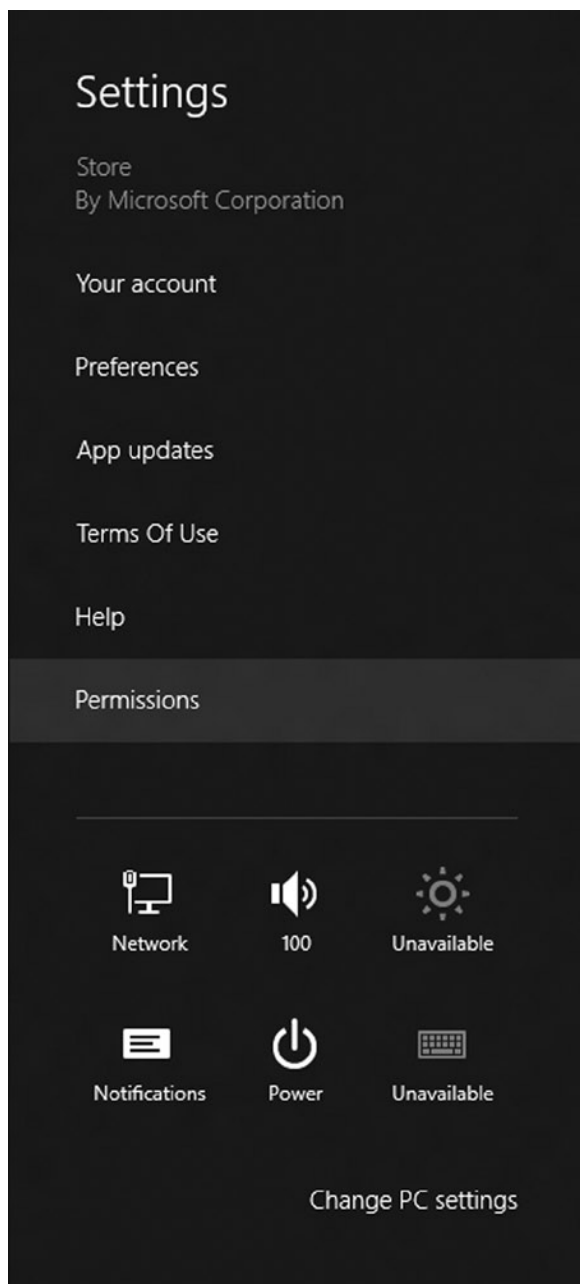 Settings
Store
By Microsoft Corporation
Your account
Preferences
App updates
Terms Of Use
Help
Permissions
Network
100
Unavailable
Notifications
Power
Unavailable
Change PC settings